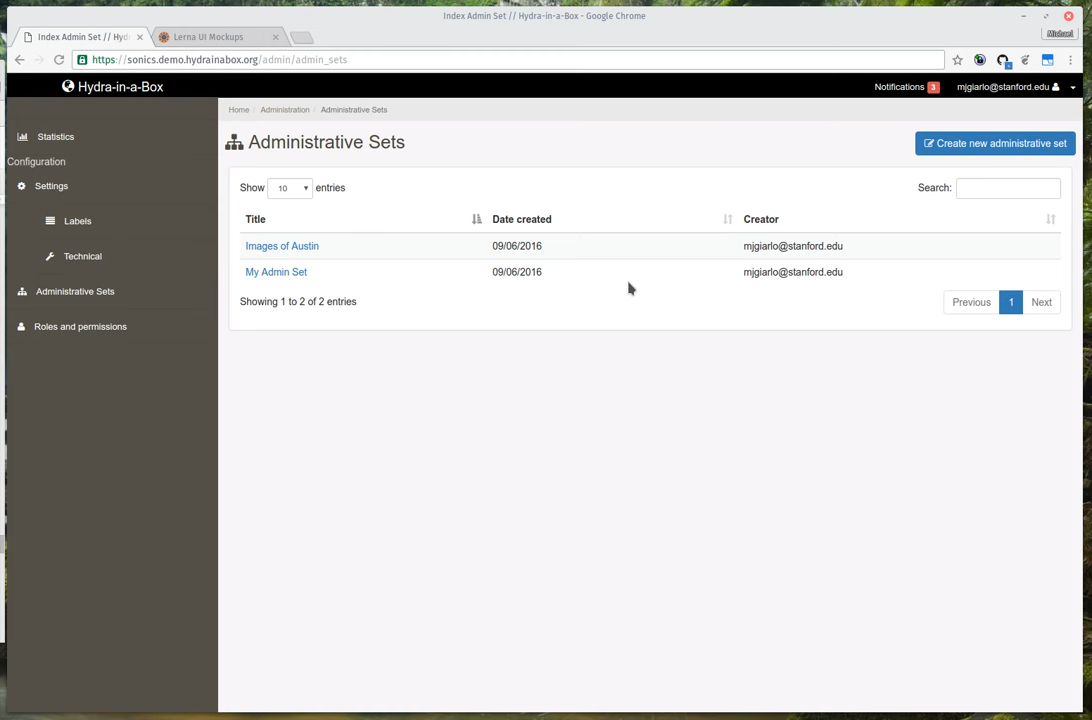 Index Admin Set // Hydra-in-a-Box - Google Chrome
Index Admin Set // Hyd
Lerna UI Mockups
Michael
https://sonics.demo.hydrainabox.org/admin/admin_sets
Hydra-in-a-Box
Notifications 3
mjgiarlo@stanford.edu
Home / Administration / Administrative Sets
Statistics
Configuration
Settings
Labels
Technical
Administrative Sets
Roles and permissions
Administrative Sets
Create new administrative set
Show 10 entries
Search:
Title Date created Creator
Images of Austin 09/06/2016 mjgiarlo@stanford.edu
My Admin Set 09/06/2016 mjgiarlo@stanford.edu
Showing 1 to 2 of 2 entries
Previous 1 Next